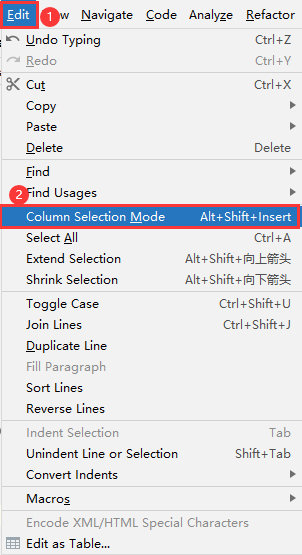 Edit 1 w Navigate Code Analyze Refactor
Undo Typing Ctrl+Z
Redo Ctrl+Y
Cut Ctrl+X
Copy
Paste
Delete Delete
Find
2 Find Usages
Column Selection Mode Alt+Shift+Insert
Select All Ctrl+A
Extend Selection Alt+Shift+向上箭头
Shrink Selection Alt+Shift+向下箭头
Toggle Case Ctrl+Shift+U
Join Lines Ctrl+Shift+J
Duplicate Line
Fill Paragraph
Sort Lines
Reverse Lines
Indent Selection Tab
Unindent Line or Selection Shift+Tab
Convert Indents
Macros
Encode XML/HTML Special Characters
Edit as Table...